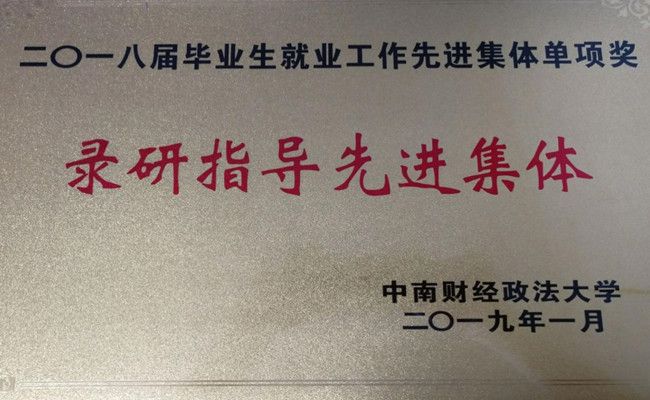 二〇一八届毕业生就业工作先进集体单项奖
录研指导先进集体
中南财经政法大学
二〇一九年一月